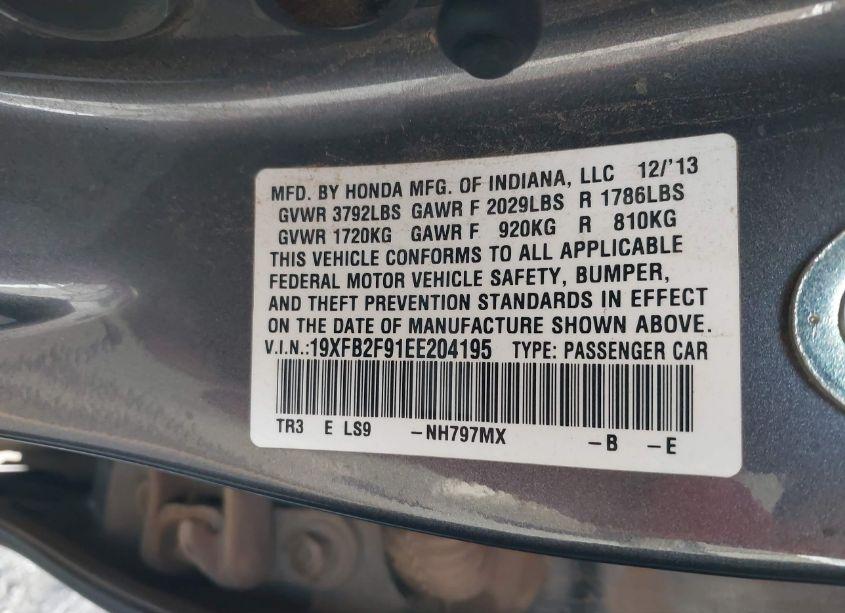 MFD. BY HONDA MFG. OF INDIANA, LLC 12/'13
GVWR 3792LBS GAWR F 2029LBS R 1786LBS
GVWR 1720KG GAWR F 920KG R 810KG
THIS VEHICLE CONFORMS TO ALL APPLICABLE
FEDERAL MOTOR VEHICLE SAFETY, BUMPER,
AND THEFT PREVENTION STANDARDS IN EFFECT
ON THE DATE OF MANUFACTURE SHOWN ABOVE.
V.I.N.:19XFB2F91EE204195 TYPE: PASSENGER CAR
TR3 E LS9 –NH797MX –B –E